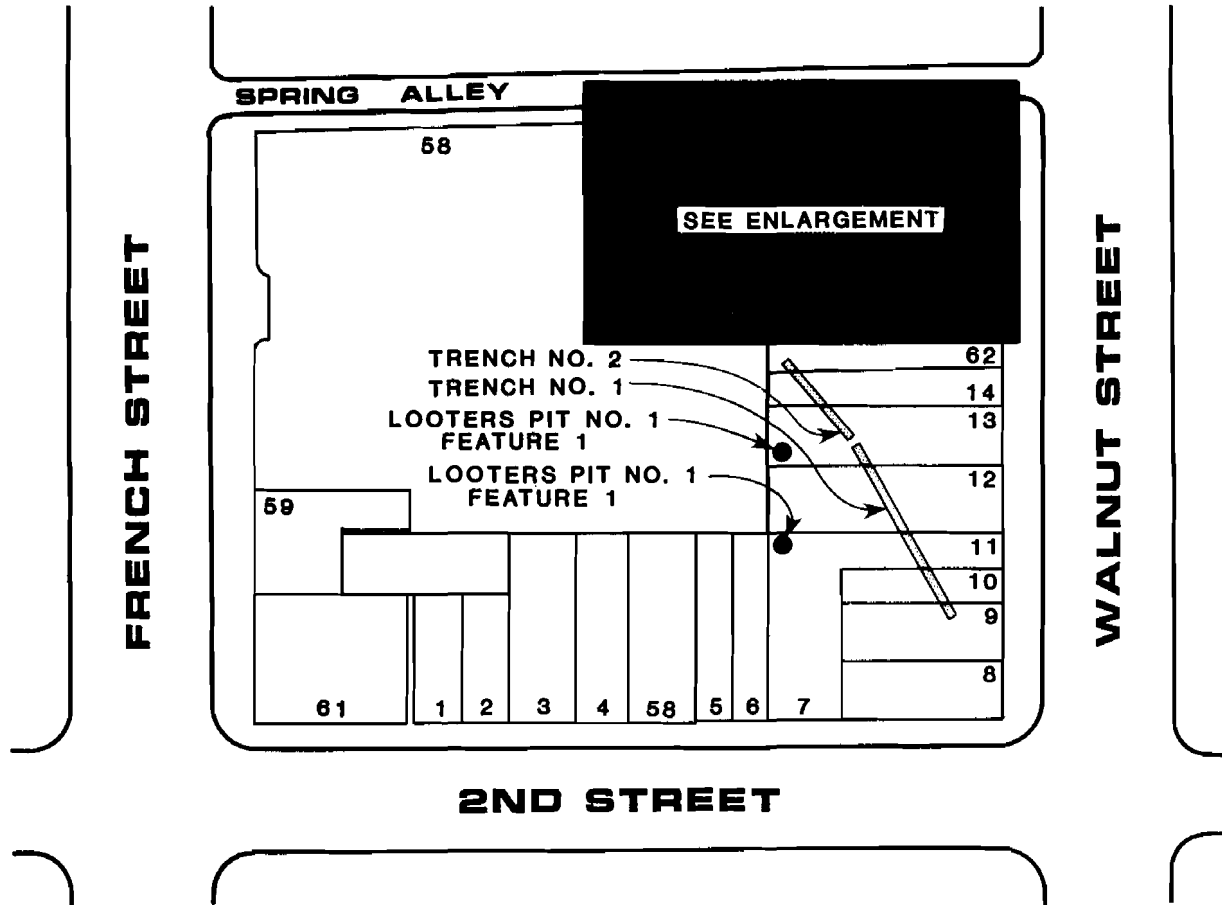 SPRING ALLEY
58
SEE ENLARGEMENT
FRENCH STREET
WALNUT STREET
TRENCH NO. 2
TRENCH NO. 1
LOOTERS PIT NO. 1
FEATURE 1
LOOTERS PIT NO. 1
FEATURE 1
62
14
13
12
11
10
9
8
59
61
1
2
3
4
58
5
6
7
2ND STREET